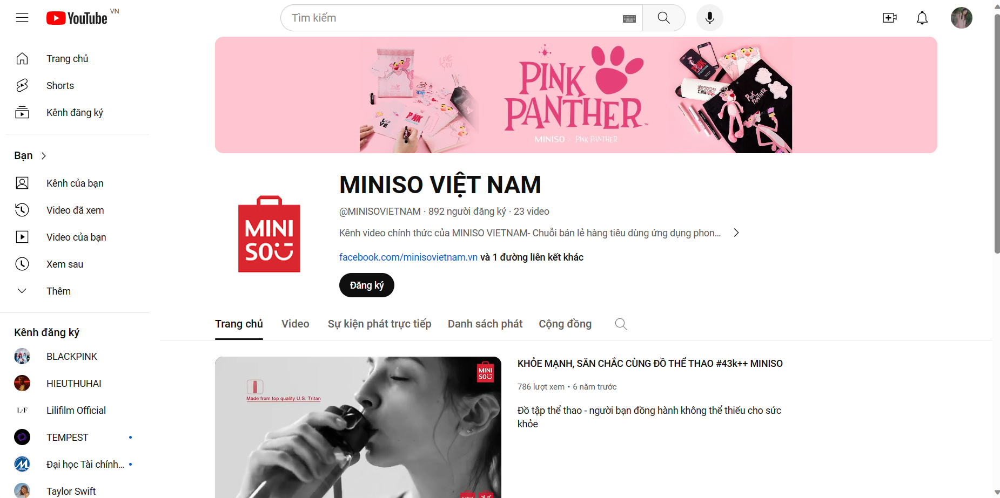 YouTube VN
Tìm kiếm
Trang chủ
Shorts
Kênh đăng ký
Bạn
Kênh của bạn
Video đã xem
Video của bạn
Xem sau
Thêm
Kênh đăng ký
BLACKPINK
HIEUTHUHAI
L·F
Lilifilm Official
TEMPEST
Đại học Tài chính...
Taylor Swift
LOVE
YOU
PINK
LOVE
PINK
PANTHER™
MINISO × PINK PANTHER
PINK
PINK
PANTHER
MINI
SO
MINISO VIỆT NAM
@MINISOVIETNAM · 892 người đăng ký · 23 video
Kênh video chính thức của MINISO VIETNAM- Chuỗi bán lẻ hàng tiêu dùng ứng dụng phon...
facebook.com/minisovietnam.vn và 1 đường liên kết khác
Đăng ký
Trang chủ
Video
Sự kiện phát trực tiếp
Danh sách phát
Cộng đồng
Made from top quality U.S. Tritan
MINI
SO
KHỎE MẠNH, SĂN CHẮC CÙNG ĐỒ THỂ THAO #43k++ MINISO
786 lượt xem • 6 năm trước
Đồ tập thể thao - người bạn đồng hành không thể thiếu cho sức
khỏe